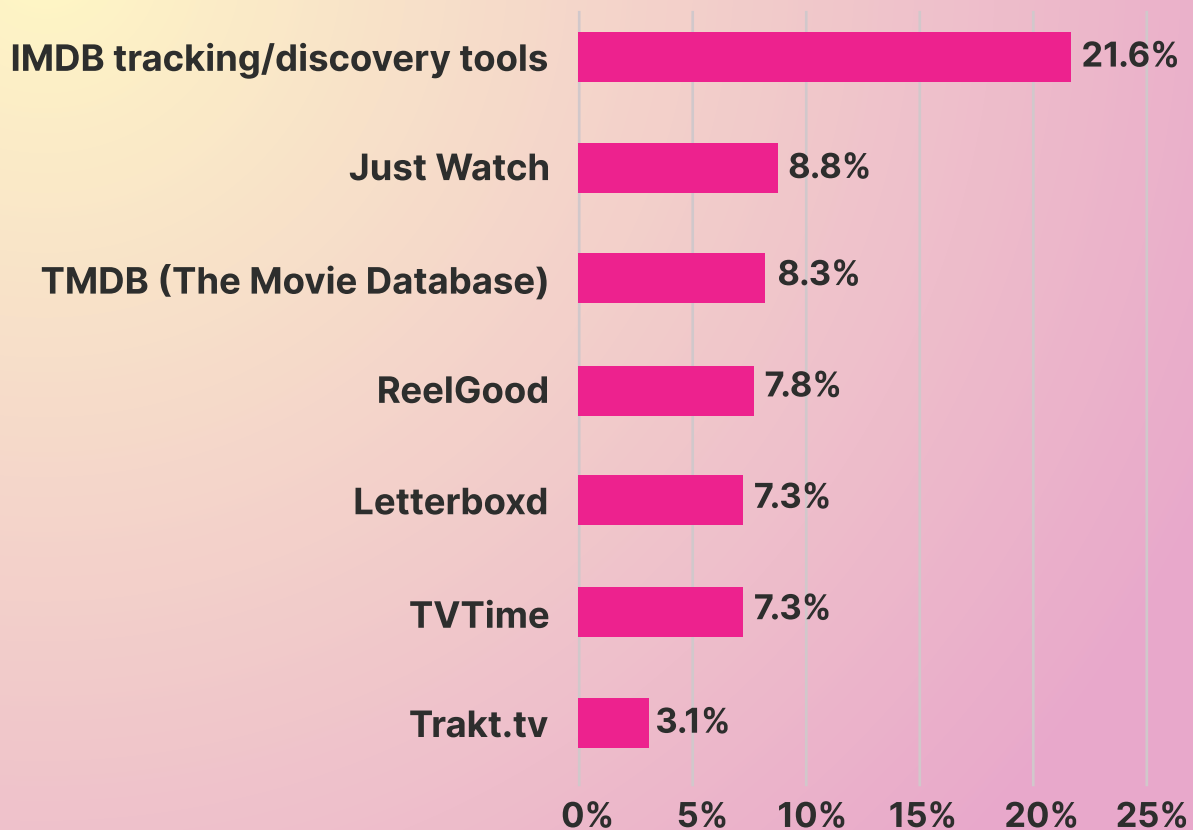 IMDB tracking/discovery tools 21.6%
Just Watch 8.8%
TMDB (The Movie Database) 8.3%
ReelGood 7.8%
Letterboxd 7.3%
TVTime 7.3%
Trakt.tv 3.1%
0% 5% 10% 15% 20% 25%